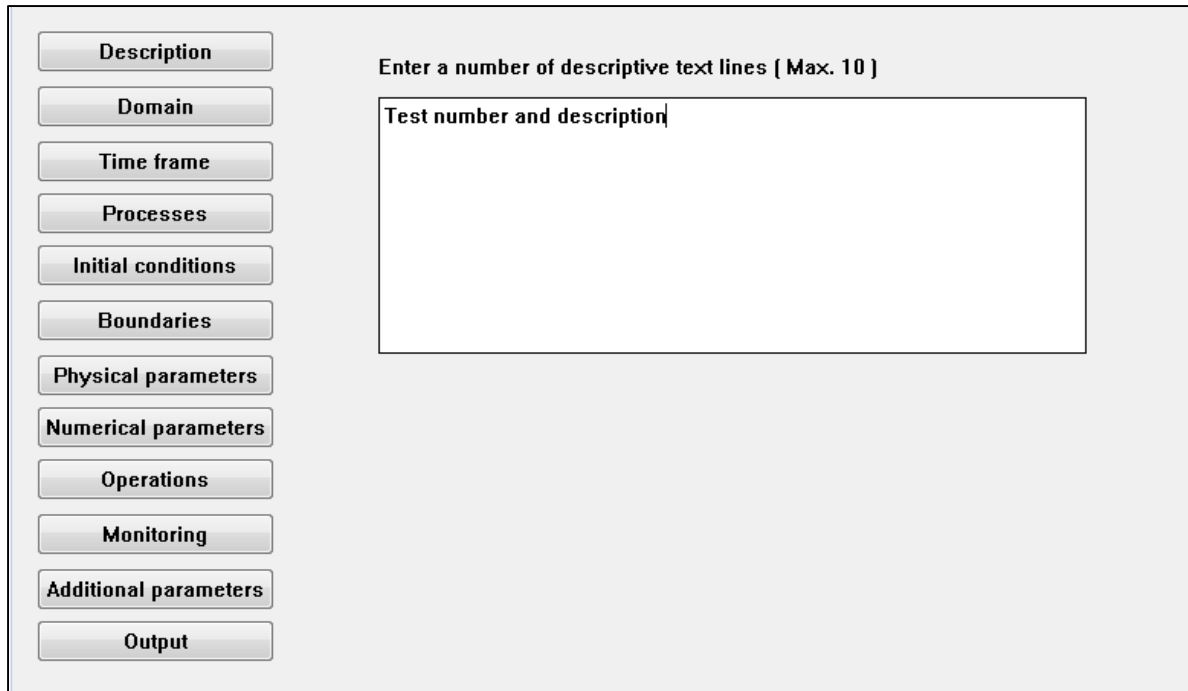 Description
Domain
Time frame
Processes
Initial conditions
Boundaries
Physical parameters
Numerical parameters
Operations
Monitoring
Additional parameters
Output
Enter a number of descriptive text lines ( Max. 10 )
Test number and description